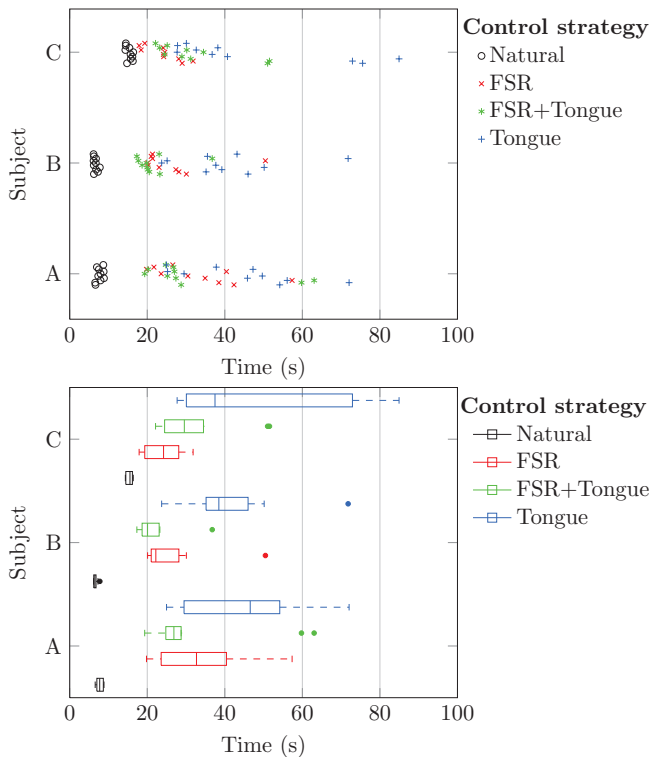 Control strategy
Natural
FSR
FSR+Tongue
Tongue
C
B
A
Subject
0 20 40 60 80 100
Time (s)
Control strategy
Natural
FSR
FSR+Tongue
Tongue
C
B
A
Subject
0 20 40 60 80 100
Time (s)